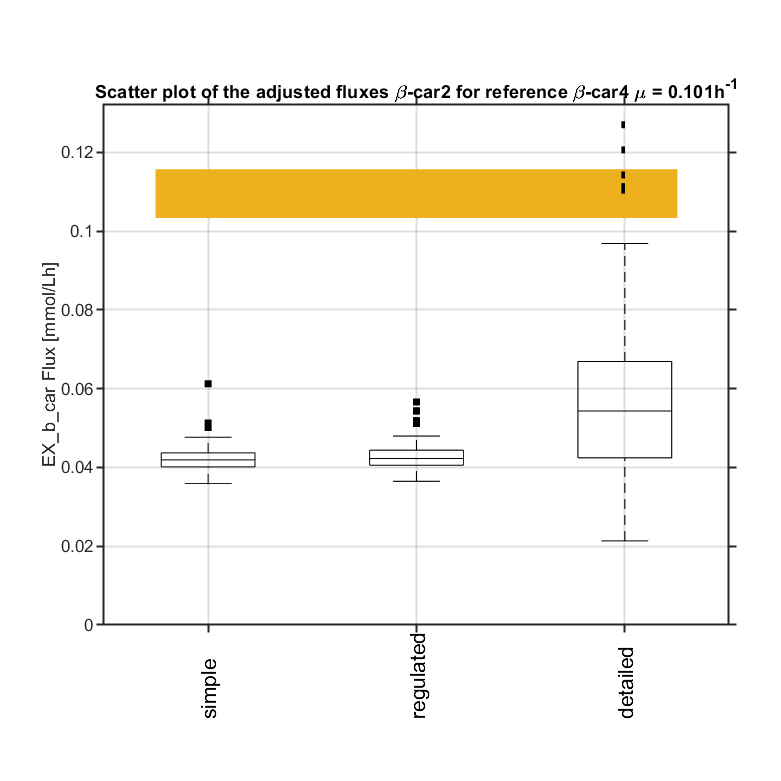 Scatter plot of the adjusted fluxes β-car2 for reference β-car4 μ = 0.101h⁻¹
EX_b_car Flux [mmol/Lh]
0.12
0.1
0.08
0.06
0.04
0.02
0
simple
regulated
detailed